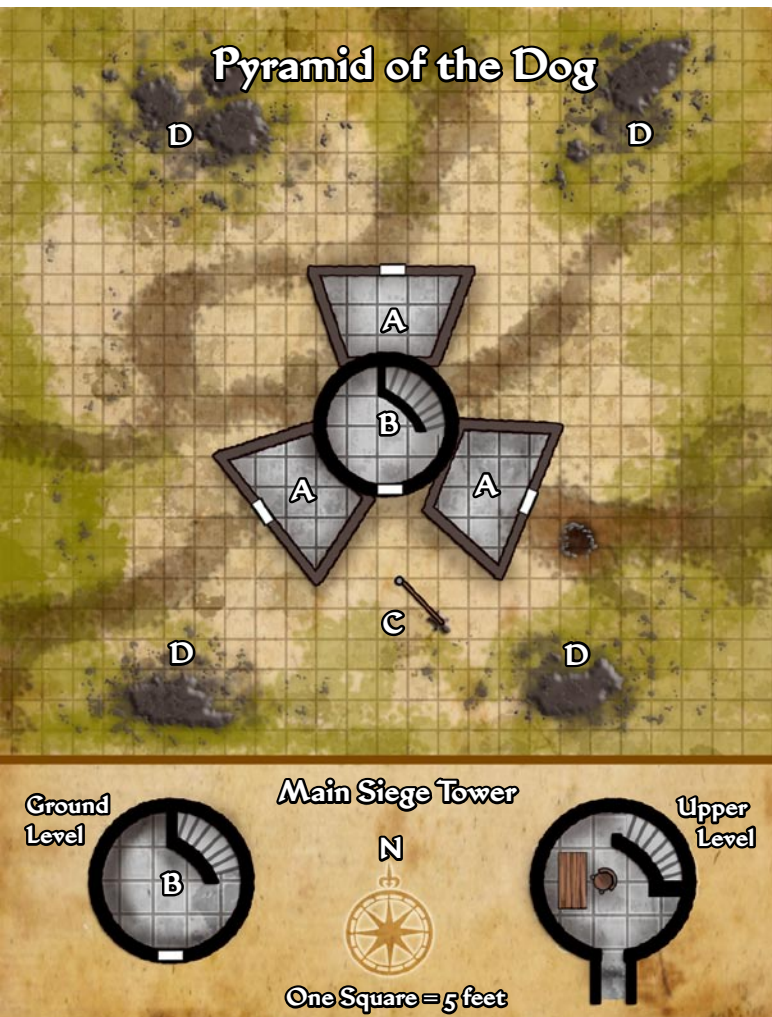 Pyramid of the Dog
D
D
A
B
A
A
C
D
D
Main Siege Tower
Ground
Level
Upper
Level
N
B
One Square = 5 feet